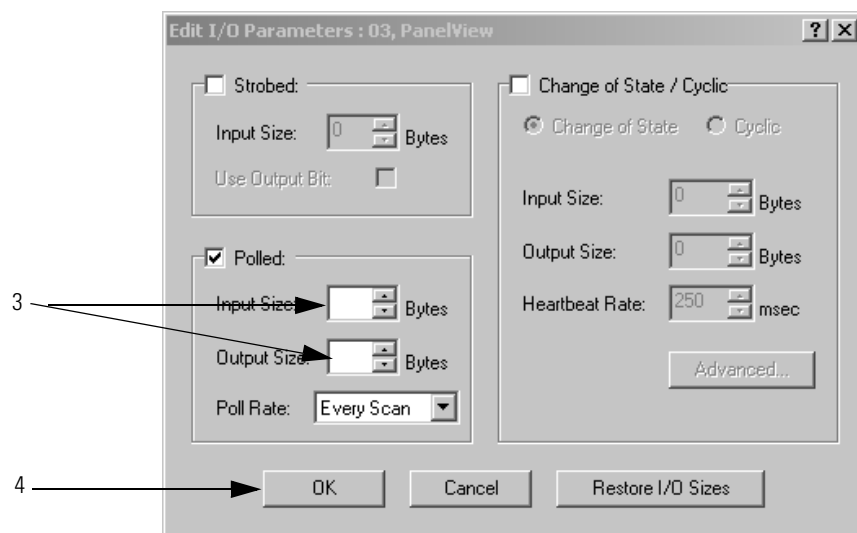 Edit I/O Parameters : 03, PanelView
Strobed:
Input Size: 0 Bytes
Use Output Bit:
Polled:
Input Size: Bytes
Output Size: Bytes
Poll Rate: Every Scan
Change of State / Cyclic
Change of State Cyclic
Input Size: 0 Bytes
Output Size: 0 Bytes
Heartbeat Rate: 250 msec
Advanced...
3
4
OK Cancel Restore I/O Sizes